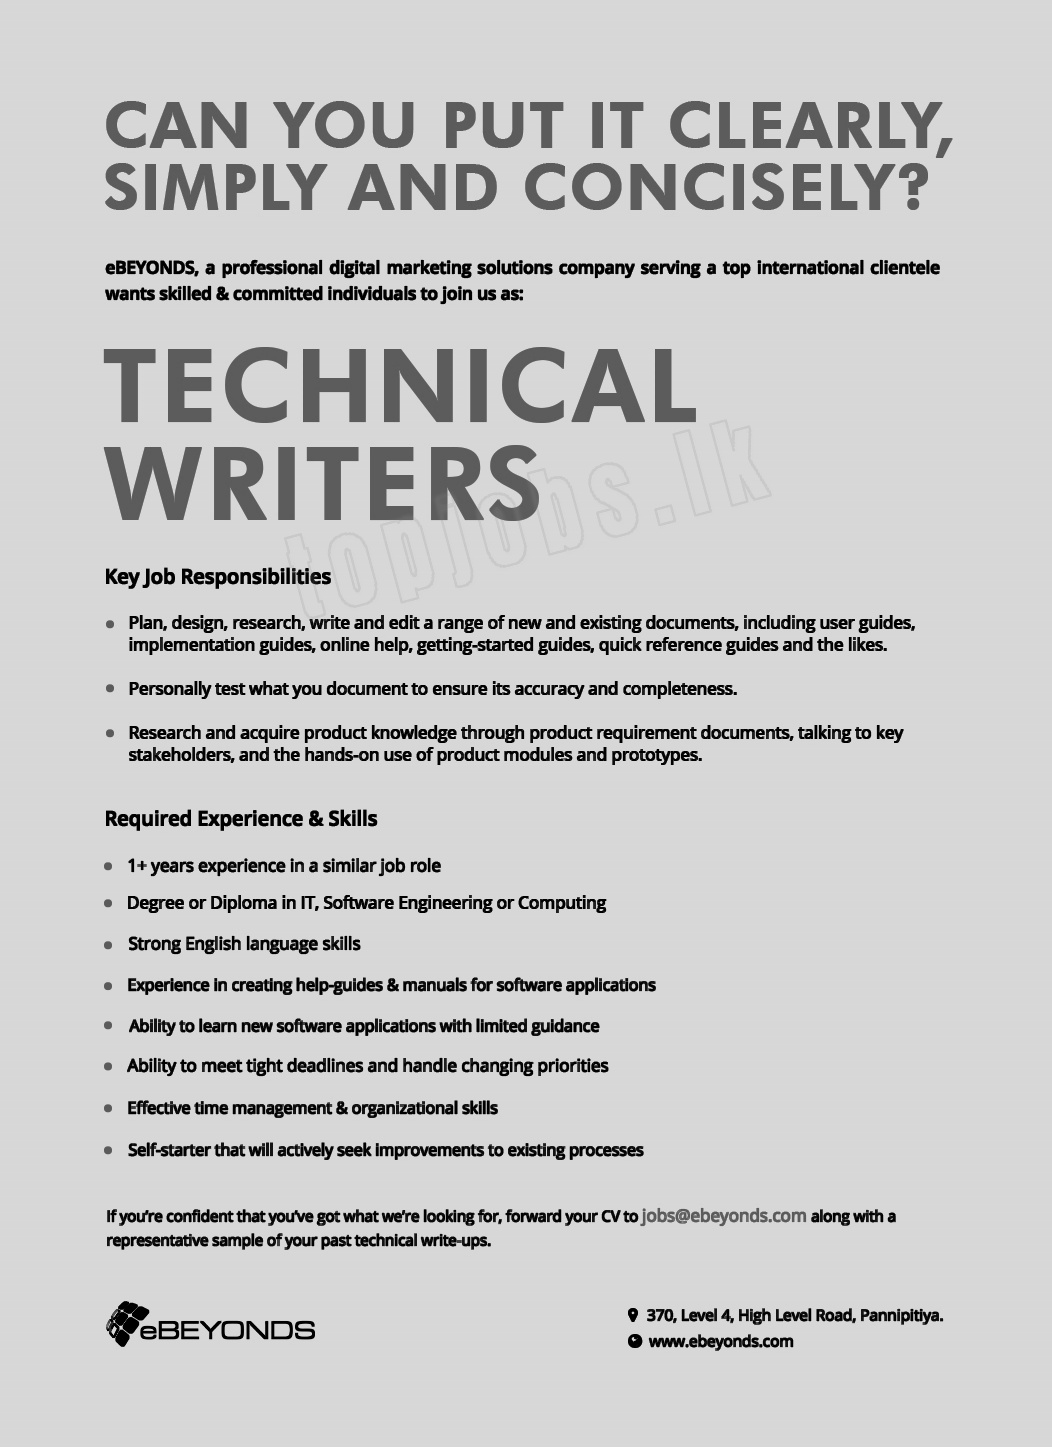 CAN YOU PUT IT CLEARLY,
SIMPLY AND CONCISELY?
eBEYONDS, a professional digital marketing solutions company serving a top international clientele
wants skilled & committed individuals to join us as:
TECHNICAL
WRITERS
topjobs.lk
Key Job Responsibilities
Plan, design, research, write and edit a range of new and existing documents, including user guides,
implementation guides, online help, getting-started guides, quick reference guides and the likes.
Personally test what you document to ensure its accuracy and completeness.
Research and acquire product knowledge through product requirement documents, talking to key
stakeholders, and the hands-on use of product modules and prototypes.
Required Experience & Skills
1+ years experience in a similar job role
Degree or Diploma in IT, Software Engineering or Computing
Strong English language skills
Experience in creating help-guides & manuals for software applications
Ability to learn new software applications with limited guidance
Ability to meet tight deadlines and handle changing priorities
Effective time management & organizational skills
Self-starter that will actively seek improvements to existing processes
If you're confident that you've got what we're looking for, forward your CV to jobs@ebeyonds.com along with a
representative sample of your past technical write-ups.
eBEYONDS
370, Level 4, High Level Road, Pannipitiya.
www.ebeyonds.com